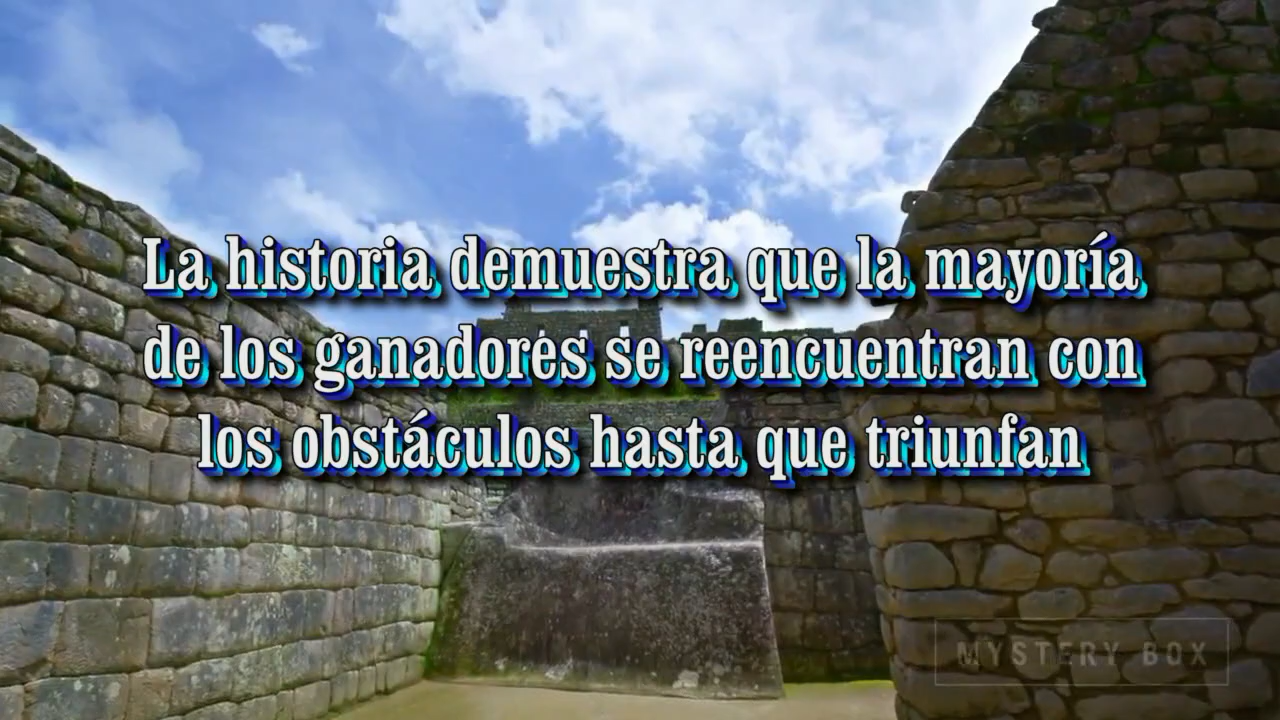 La historia demuestra que la mayoría
de los ganadores se reencuentran con
los obstáculos hasta que triunfan
MYSTERY BOX